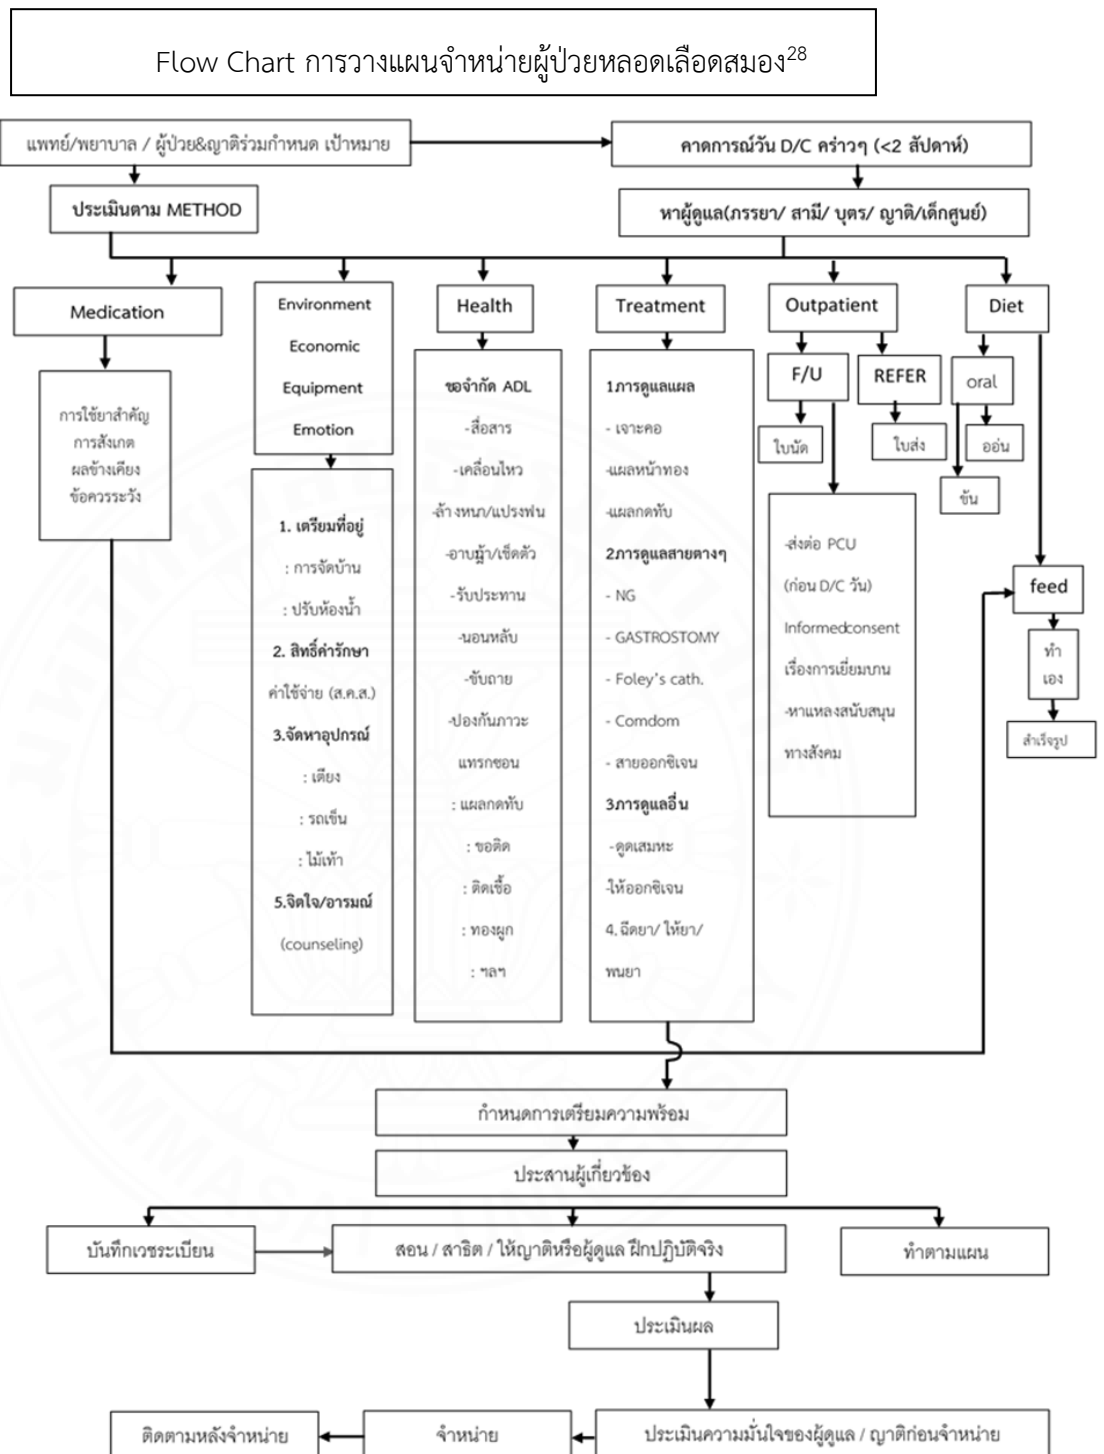 Flow Chart การวางแผนจำหน่ายผู้ป่วยหลอดเลือดสมอง28
แพทย์/พยาบาล / ผู้ป่วย&ญาติร่วมกำหนด เป้าหมาย
คาดการณ์วัน D/C คร่าวๆ (<2 สัปดาห์)
ประเมินตาม METHOD
หาผู้ดูแล(ภรรยา/ สามี/ บุตร/ ญาติ/เด็กศูนย์)
Medication
การใช้ยาสำคัญ
การสังเกต
ผลข้างเคียง
ข้อควรระวัง
Environment
Economic
Equipment
Emotion
1. เตรียมที่อยู่
: การจัดบ้าน
: ปรับห้องน้ำ
2. สิทธิ์ค่ารักษา
ค่าใช้จ่าย (ส.ค.ส.)
3.จัดหาอุปกรณ์
: เตียง
: รถเข็น
: ไม้เท้า
5.จิตใจ/อารมณ์
(counseling)
Health
ขอจำกัด ADL
-สื่อสาร
-เคลื่อนไหว
-ล้างหนา/แปรงฟน
-อาบน้ำ/เช็ดตัว
-รับประทาน
-นอนหลับ
-ขับถาย
-ปองกันภาวะ
แทรกซอน
: แผลกดทับ
: ขอติด
: ติดเชื้อ
: ทองผูก
: ฯลฯ
Treatment
1.การดูแลแผล
- เจาะคอ
-แผลหน้าทอง
-แผลกดทับ
2.การดูแลสายตางๆ
- NG
- GASTROSTOMY
- Foley's cath.
- Comdom
- สายออกซิเจน
3.การดูแลอื่น
-ดูดเสมหะ
-ให้ออกซิเจน
4. ฉีดยา/ ให้ยา/
พนยา
Outpatient
F/U
REFER
ใบนัด
ใบส่ง
-ส่งต่อ PCU
(ก่อน D/C วัน)
Informedconsent
เรื่องการเยี่ยมบาน
-หาแหลงสนับสนุน
ทางสังคม
Diet
oral
ออ่น
ข้น
feed
ทำ
เอง
สำเร็จรูป
กำหนดการเตรียมความพร้อม
ประสานผู้เกี่ยวข้อง
บันทึกเวชระเบียน
สอน / สาธิต / ให้ญาติหรือผู้ดูแล ฝึกปฏิบัติจริง
ทำตามแผน
ประเมินผล
ติดตามหลังจำหน่าย
จำหน่าย
ประเมินความมั่นใจของผู้ดูแล / ญาติก่อนจำหน่าย